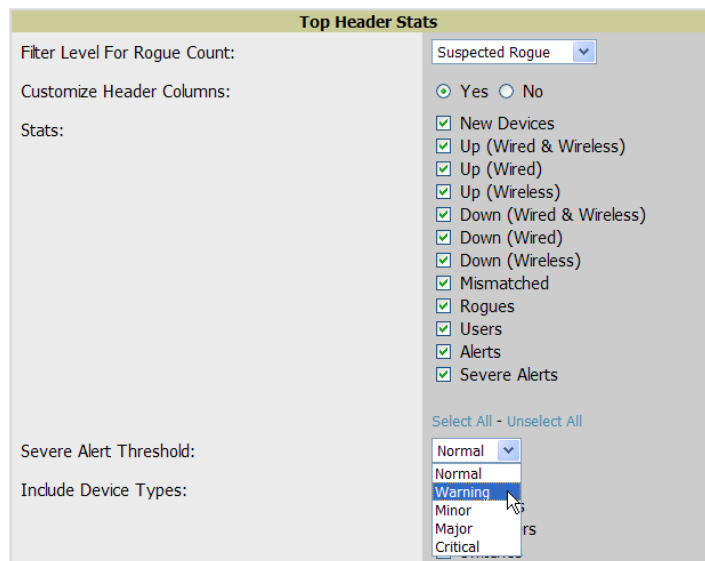 Top Header Stats
Filter Level For Rogue Count:
Suspected Rogue
Customize Header Columns:
Yes No
Stats:
New Devices
Up (Wired & Wireless)
Up (Wired)
Up (Wireless)
Down (Wired & Wireless)
Down (Wired)
Down (Wireless)
Mismatched
Rogues
Users
Alerts
Severe Alerts
Select All - Unselect All
Severe Alert Threshold:
Normal
Normal
Include Device Types:
Warning
Minor
Major
Critical